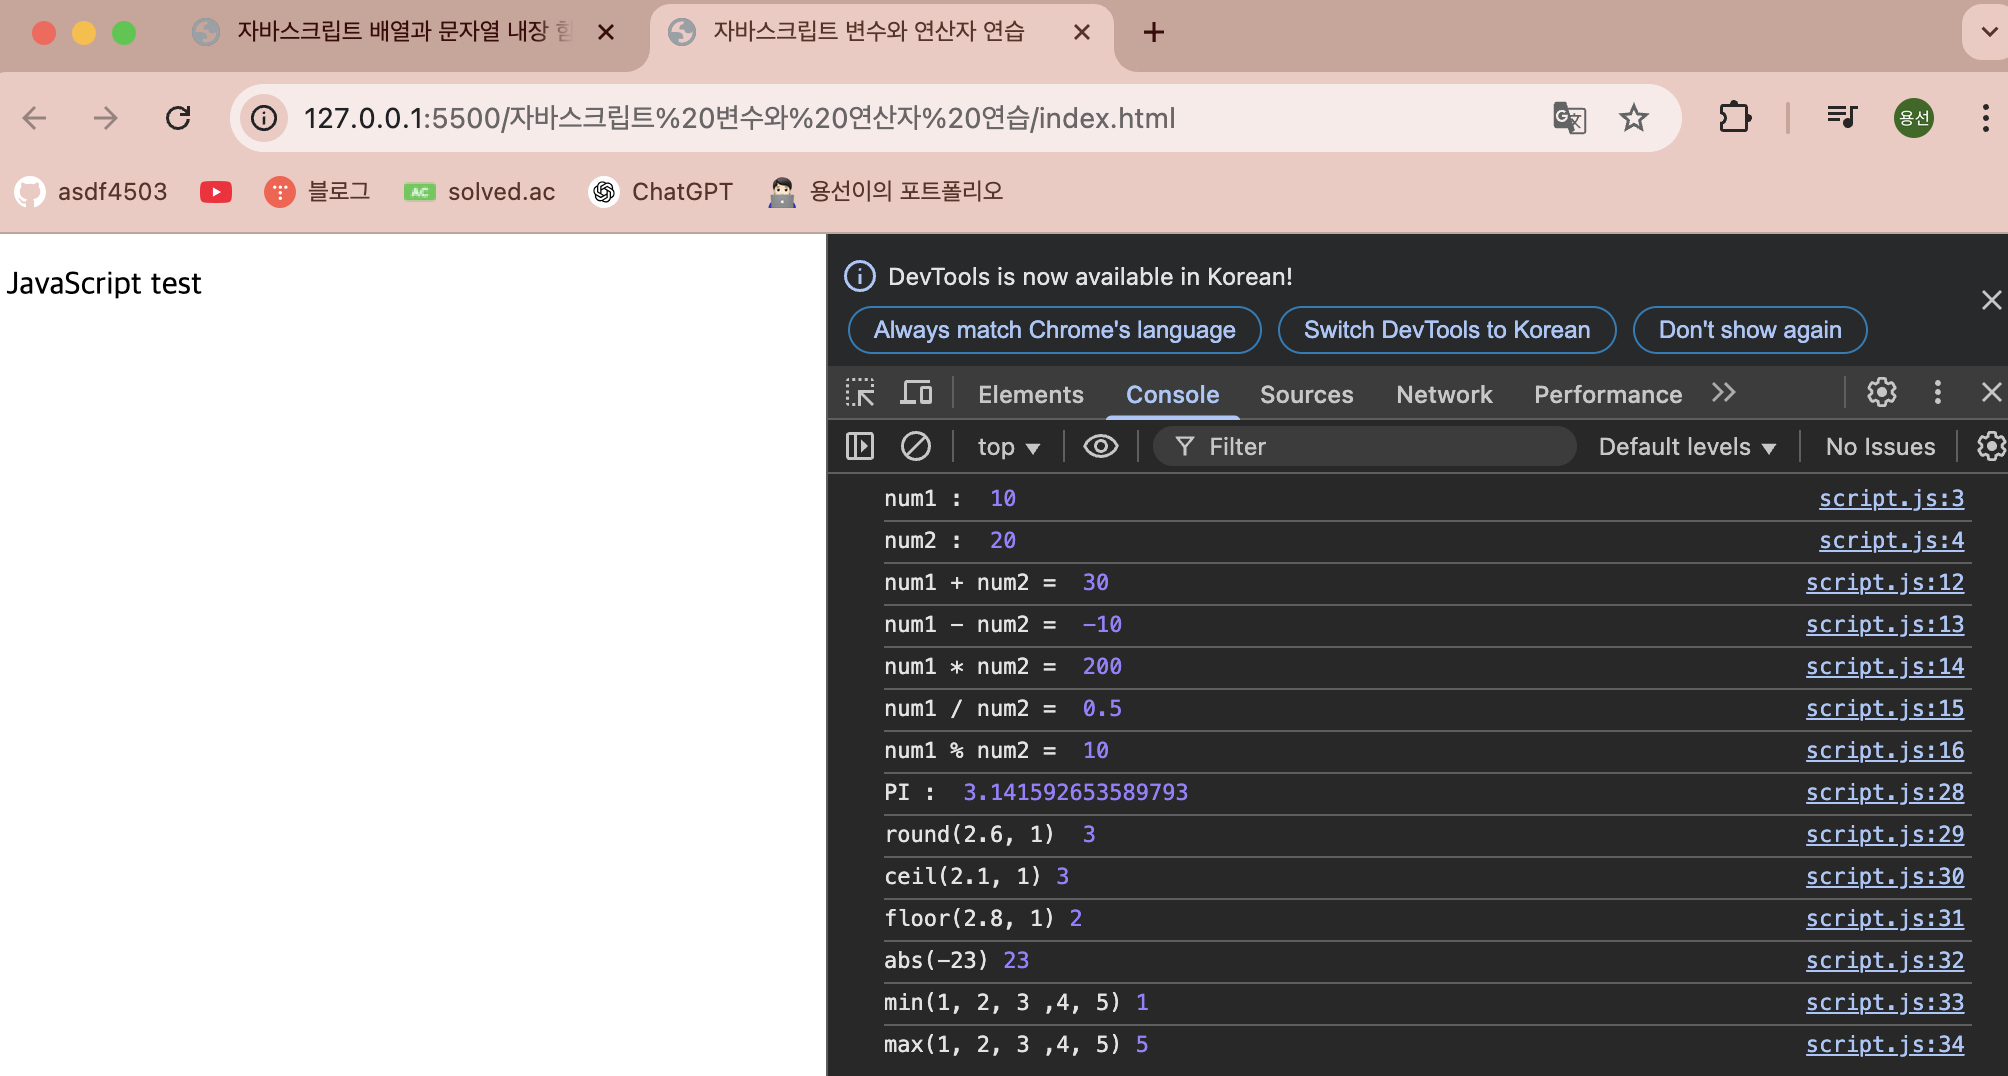 자바스크립트 배열과 문자열 내장 함
자바스크립트 변수와 연산자 연습
127.0.0.1:5500/자바스크립트%20변수와%20연산자%20연습/index.html
용선
asdf4503
블로그
AC solved.ac
ChatGPT
용선이의 포트폴리오
JavaScript test
DevTools is now available in Korean!
Always match Chrome's language
Switch DevTools to Korean
Don't show again
Elements
Console
Sources
Network
Performance
top
Filter
Default levels
No Issues
num1 :  10 script.js:3
num2 :  20 script.js:4
num1 + num2 =  30 script.js:12
num1 - num2 =  -10 script.js:13
num1 * num2 =  200 script.js:14
num1 / num2 =  0.5 script.js:15
num1 % num2 =  10 script.js:16
PI :  3.141592653589793 script.js:28
round(2.6, 1)  3 script.js:29
ceil(2.1, 1) 3 script.js:30
floor(2.8, 1) 2 script.js:31
abs(-23) 23 script.js:32
min(1, 2, 3 ,4, 5) 1 script.js:33
max(1, 2, 3 ,4, 5) 5 script.js:34